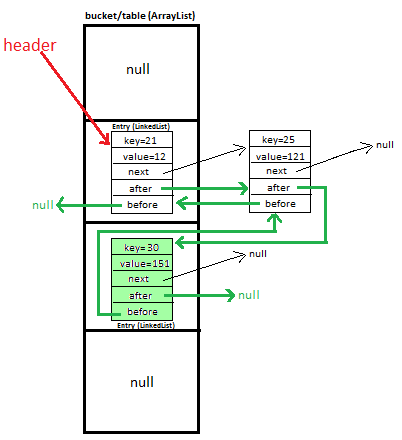 bucket/table (ArrayList)
null
header
Entry (LinkedList)
key=21
value=12
next
after
before
null
key=25
value=121
next
after
before
null
key=30
value=151
next
after
before
Entry (LinkedList)
null
null
null